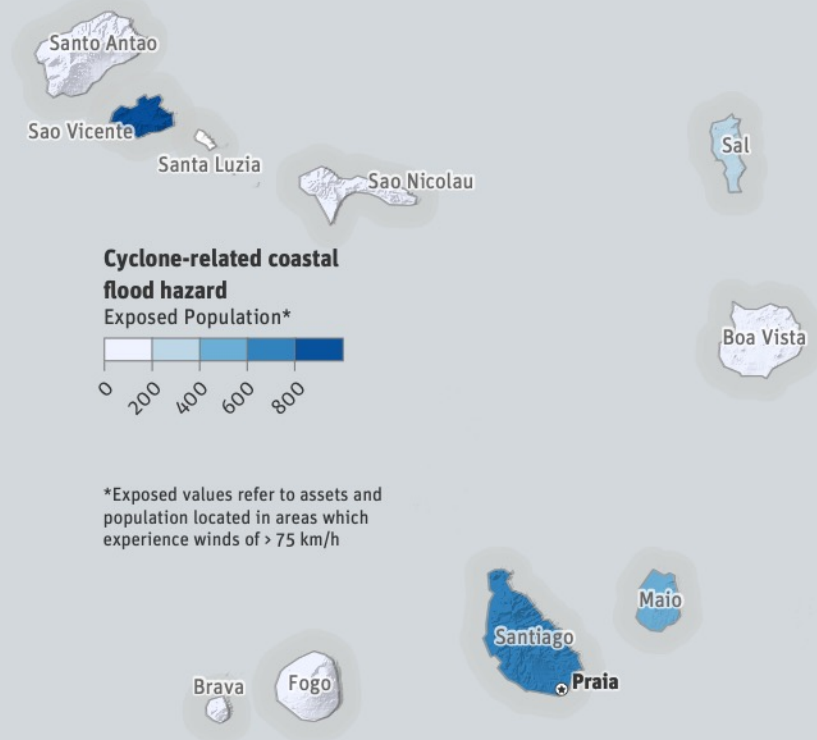 Santo Antao
Sao Vicente
Santa Luzia
Sao Nicolau
Sal
Cyclone-related coastal
flood hazard
Exposed Population*
0
200
400
600
800
Boa Vista
*Exposed values refer to assets and
population located in areas which
experience winds of > 75 km/h
Maio
Santiago
Praia
Fogo
Brava